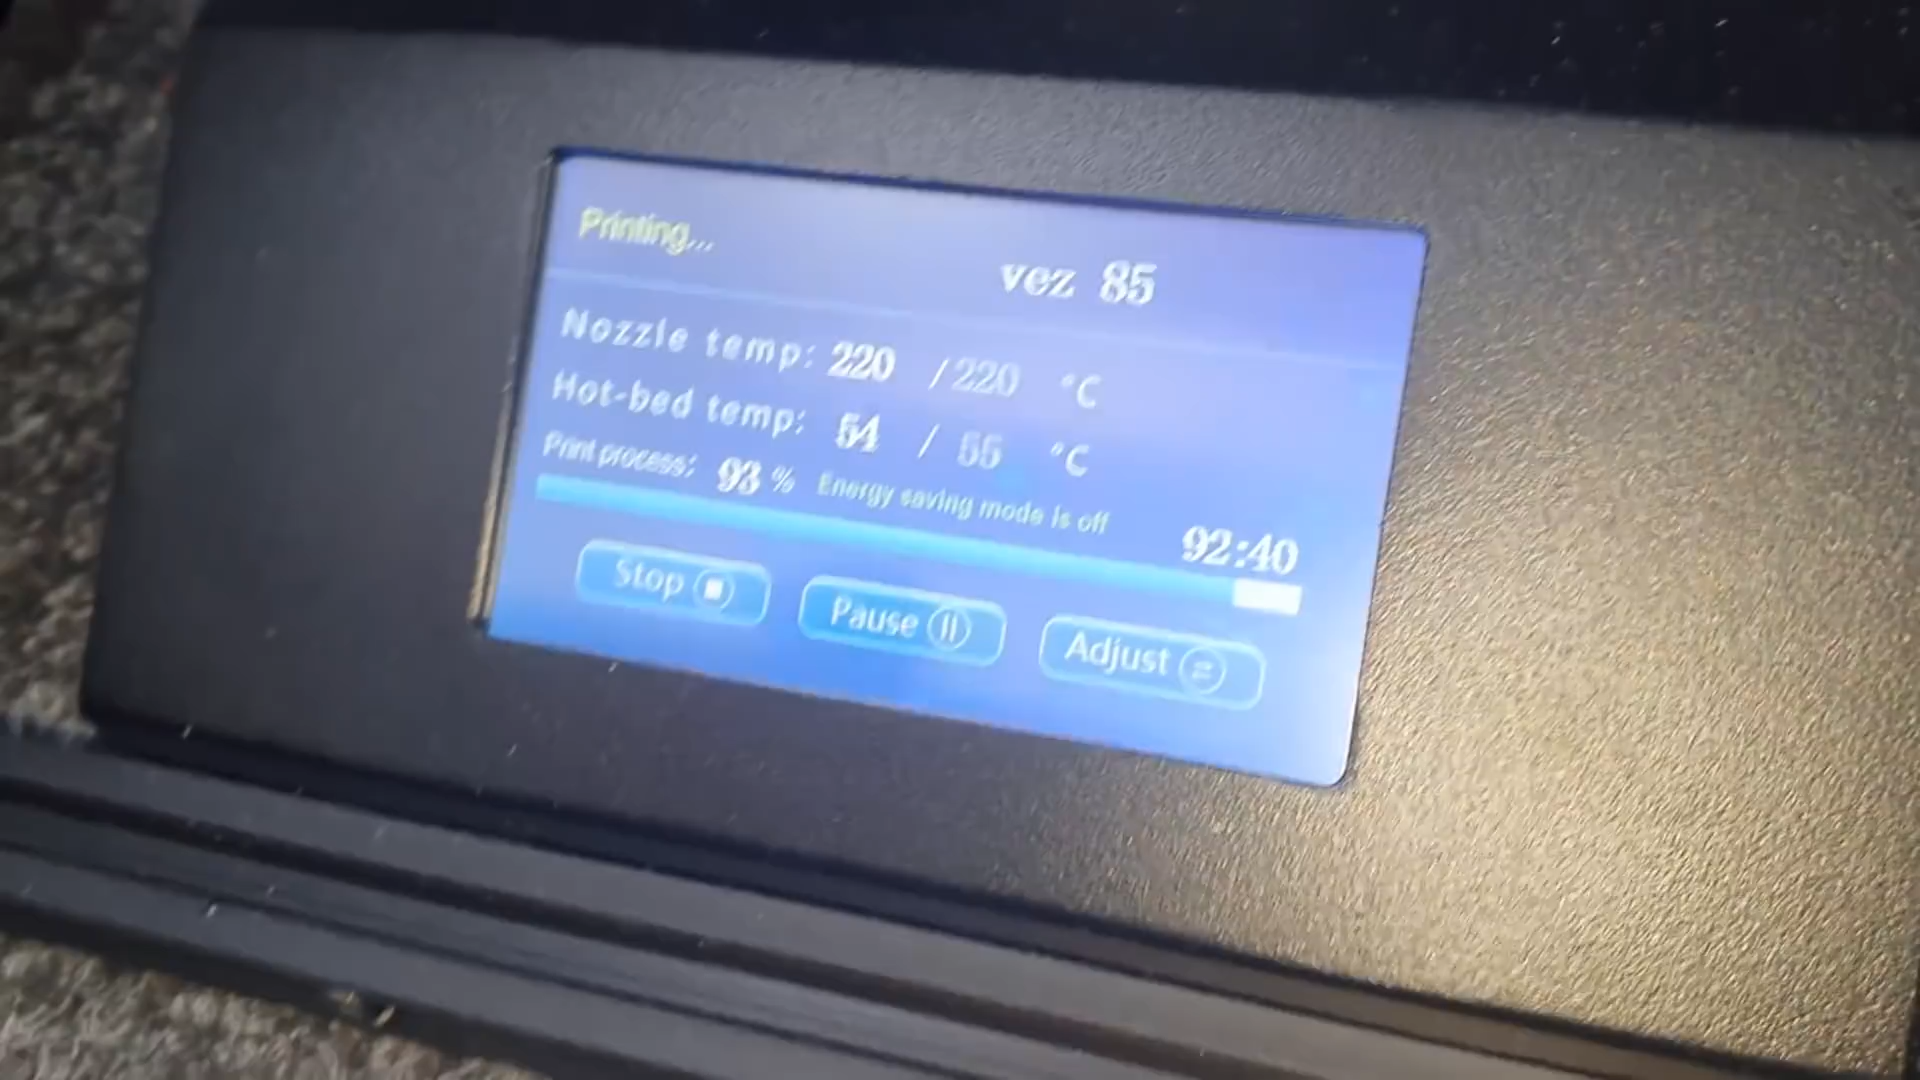 Printing...
vez 85
Nozzle temp: 220 / 220 °C
Hot-bed temp: 54 / 55 °C
Print process: 93 % Energy saving mode is off
92:40
Stop
Pause
Adjust